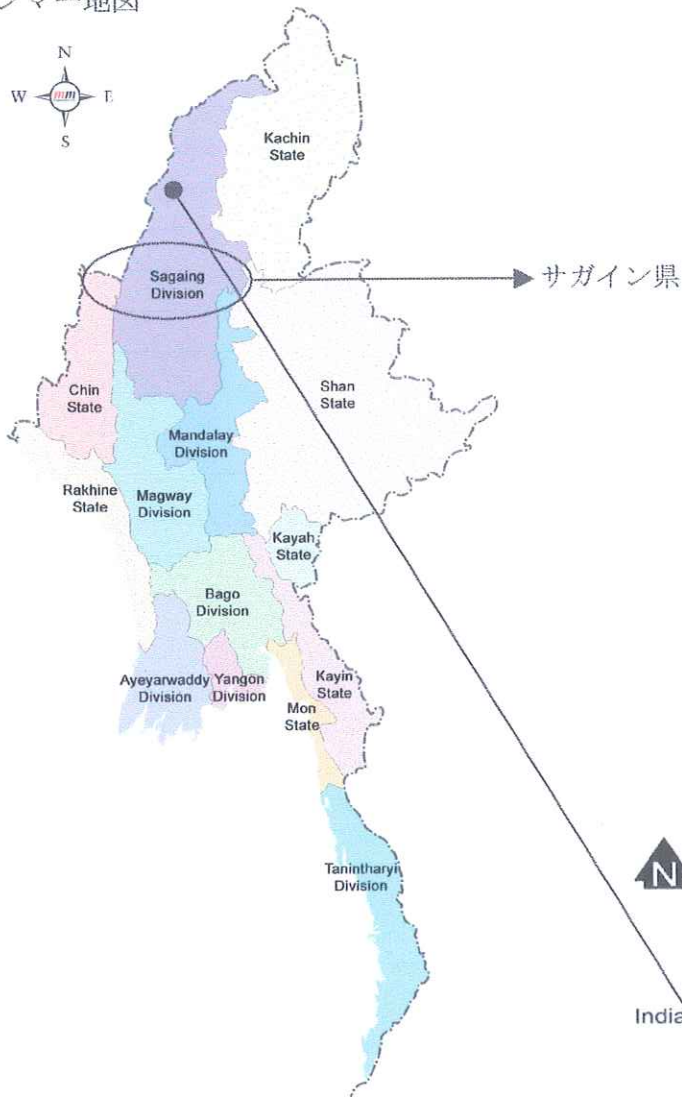 ンマー地図
N
W
mm
E
S
Kachin
State
Sagaing
Division
サガイン県
Chin
State
Shan
State
Mandalay
Division
Rakhine
State
Magway
Division
Kayah
State
Bago
Division
Ayeyarwaddy
Division
Yangon
Division
Kayin
State
Mon
State
Tanintharyi
Division
N
India